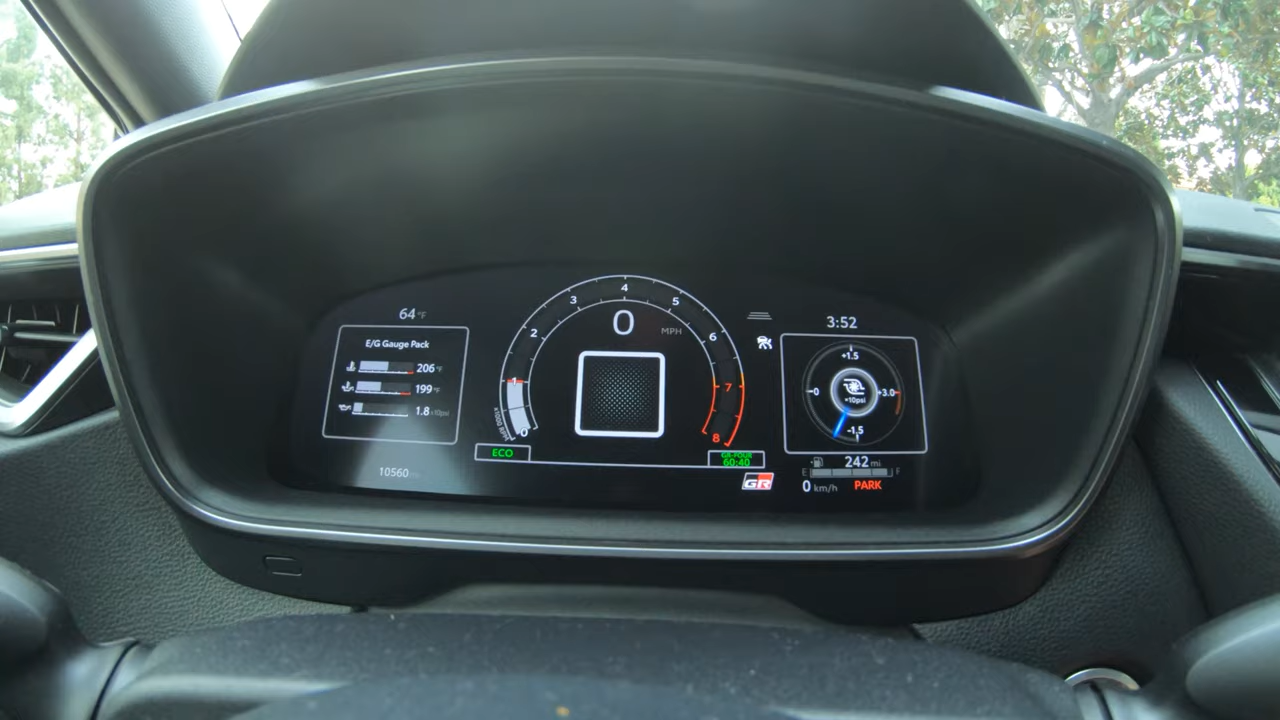 64°F
E/G Gauge Pack
206°F
199°F
1.8 x10psi
10560
0 1 2 3 4 5 6 7 8
x1000 RPM
0
MPH
ECO
GR-FOUR
60:40
GR
3:52
+1.5
-0
+3.0
x10psi
-1.5
242 mi
E F
0 km/h
PARK